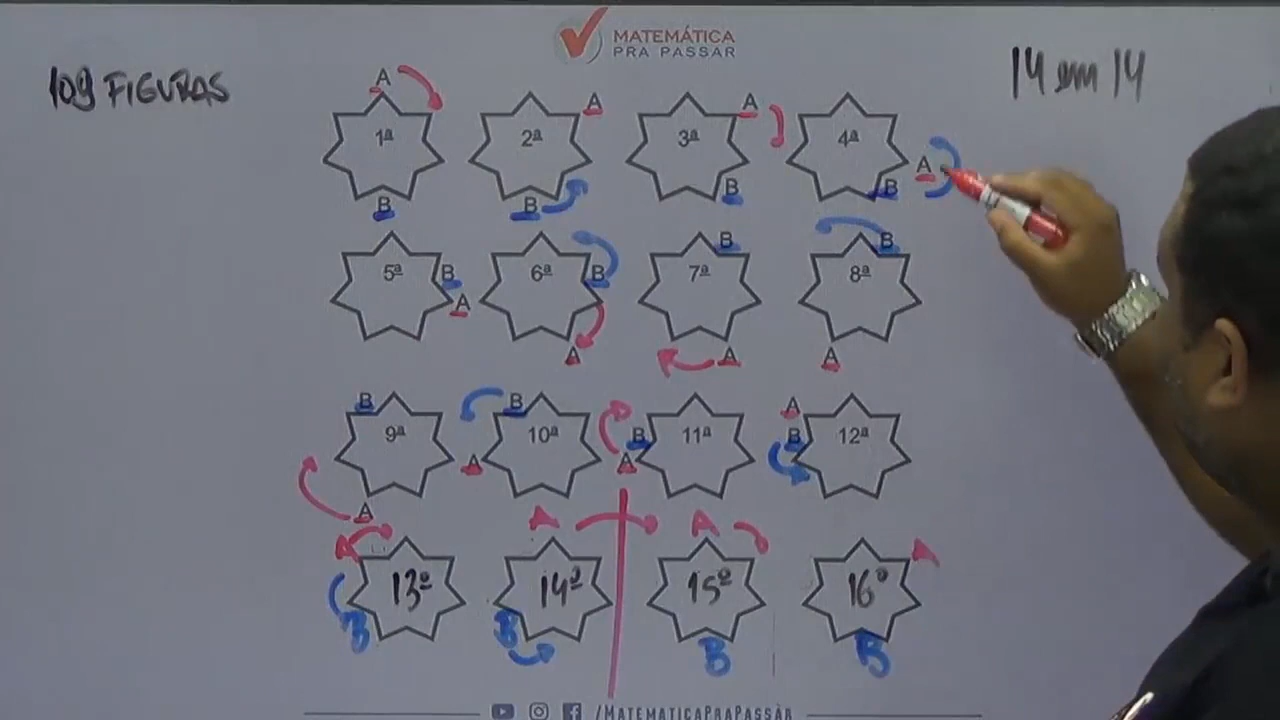 MATEMÁTICA
PRA PASSAR
109 FIGURAS
14 em 14
A A A
1ª 2ª 3ª 4ª
A
B B B B
B B
5ª B 6ª B 7ª 8ª
A
A A A
B B A
9ª 10ª B 11ª B 12ª
A A
A
A A A A
13º 14º 15º 16º
B B B B
/MATEMATICAPRAPASSAR